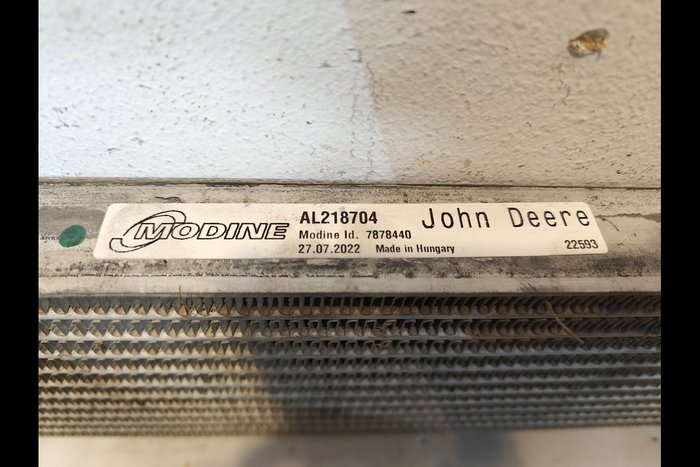 MODINE
AL218704 John Deere
Modine Id. 7878440
27.07.2022 Made in Hungary
22593